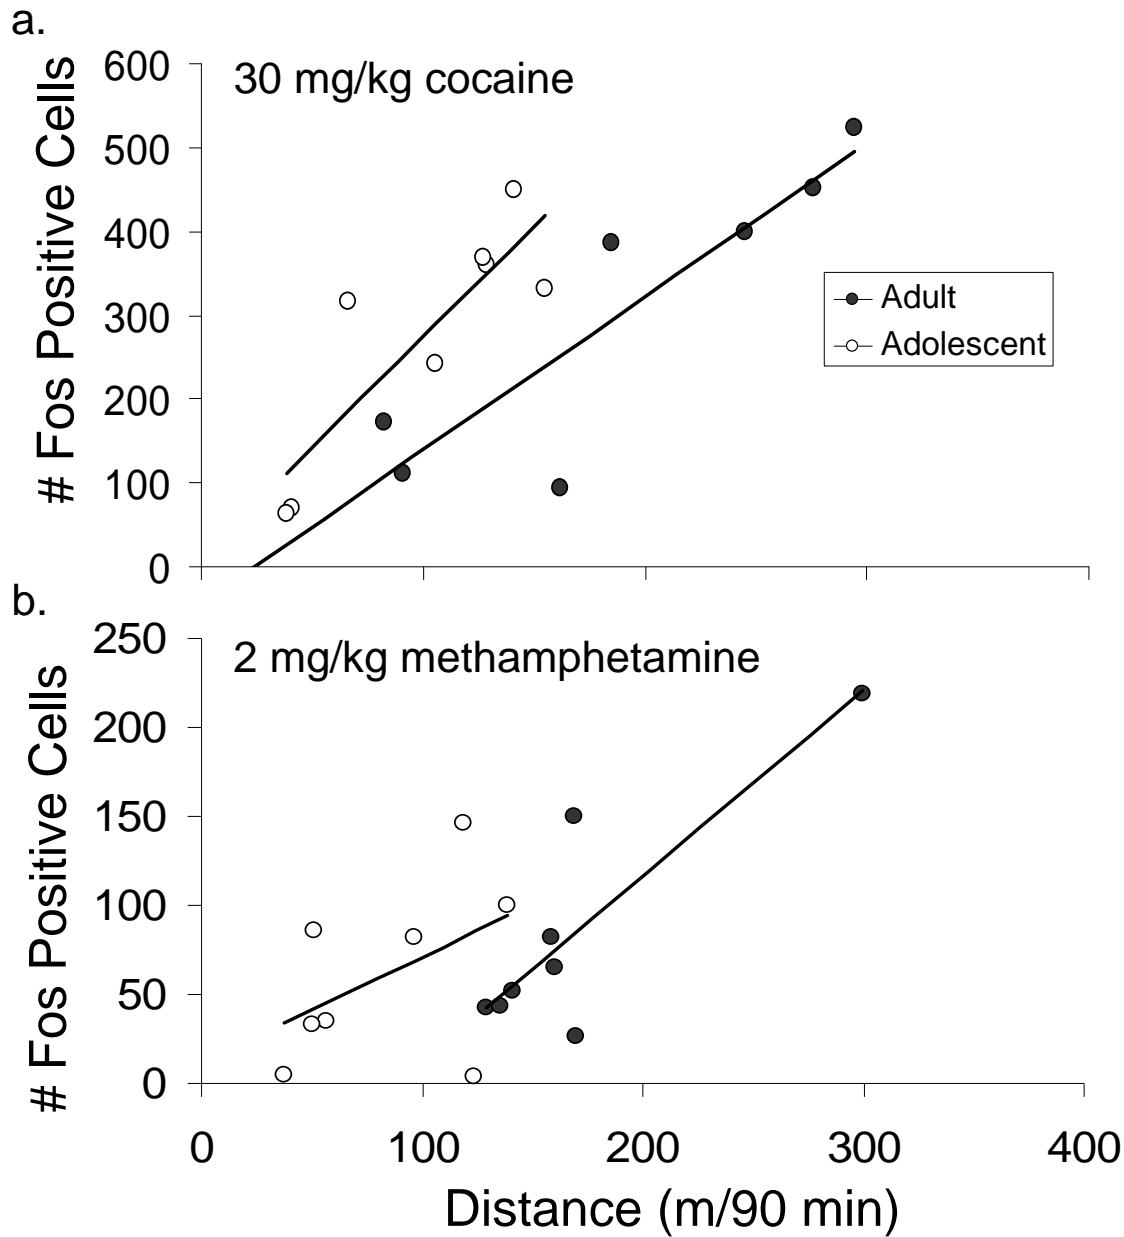 a.
30 mg/kg cocaine
# Fos Positive Cells
600
500
400
300
200
100
0
Adult
Adolescent
b.
2 mg/kg methamphetamine
# Fos Positive Cells
250
200
150
100
50
0
0 100 200 300 400
Distance (m/90 min)